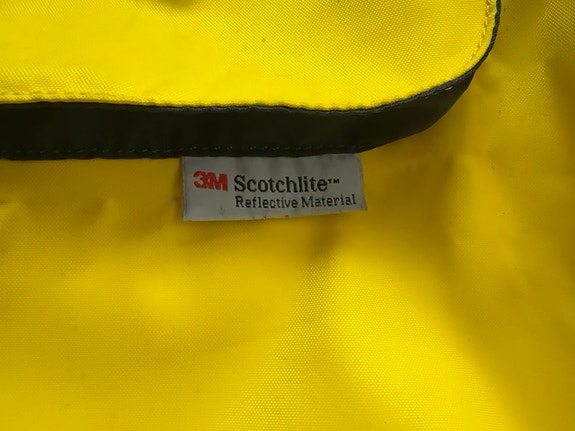 3M Scotchlite™
Reflective Material